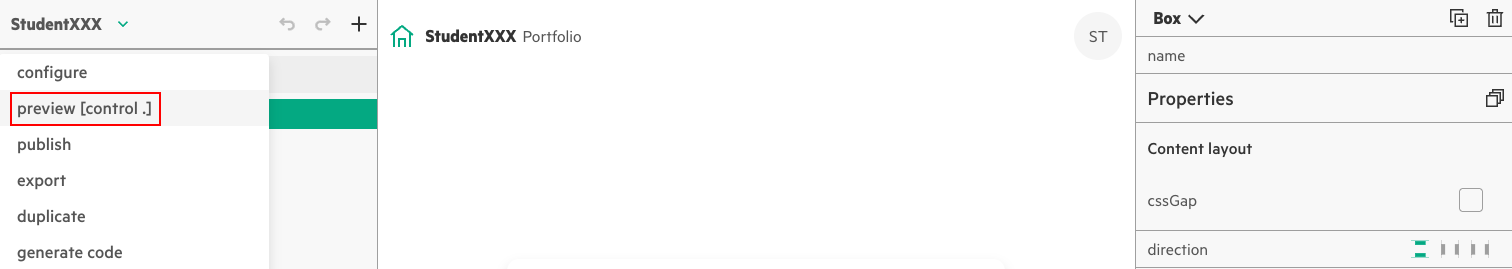 StudentXXX
configure
preview [control .]
publish
export
duplicate
generate code
StudentXXX Portfolio
ST
Box
name
Properties
Content layout
cssGap
direction